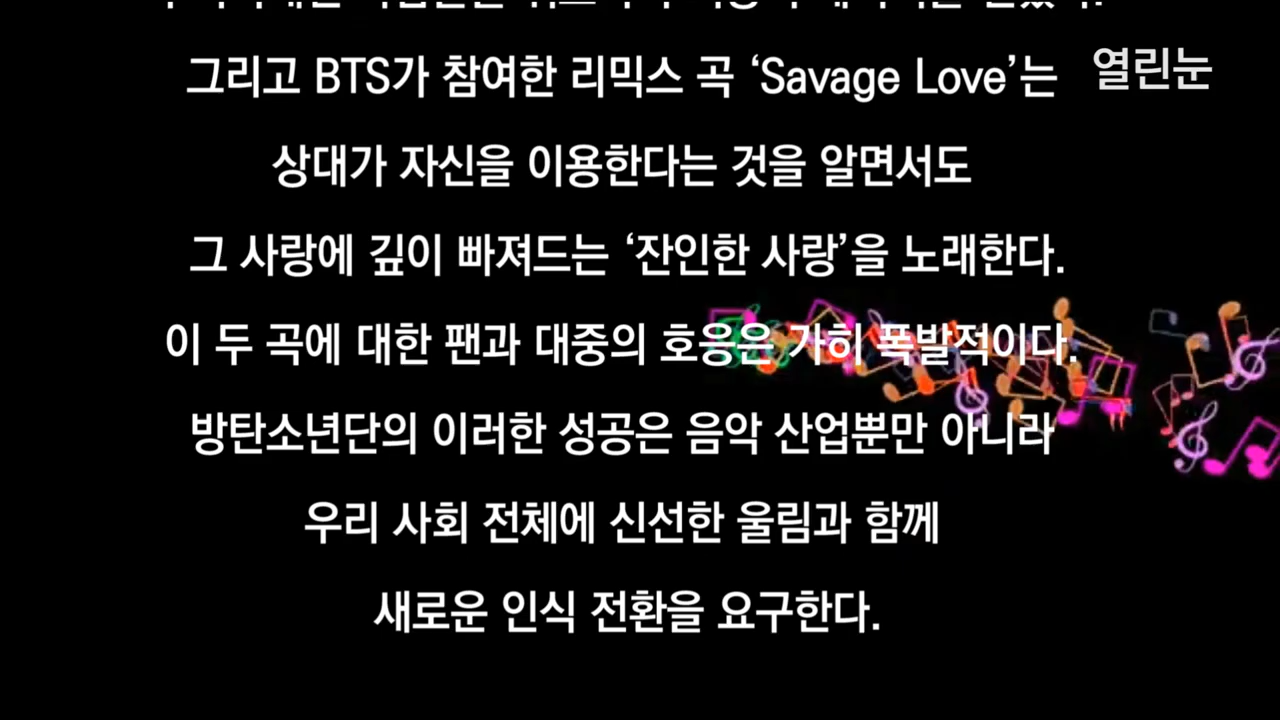 그리고 BTS가 참여한 리믹스 곡 ‘Savage Love’는
열린눈
상대가 자신을 이용한다는 것을 알면서도
그 사랑에 깊이 빠져드는 ‘잔인한 사랑’을 노래한다.
이 두 곡에 대한 팬과 대중의 호응은 가히 폭발적이다.
방탄소년단의 이러한 성공은 음악 산업뿐만 아니라
우리 사회 전체에 신선한 울림과 함께
새로운 인식 전환을 요구한다.